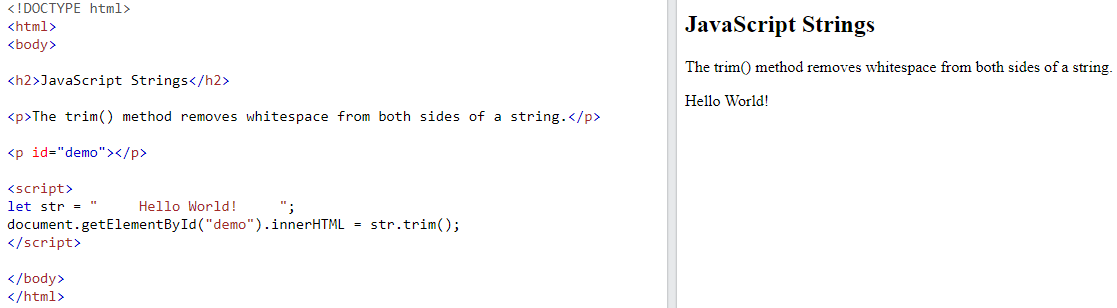 <!DOCTYPE html>
<html>
<body>
<h2>JavaScript Strings</h2>
<p>The trim() method removes whitespace from both sides of a string.</p>
<p id="demo"></p>
<script>
let str = "     Hello World!     ";
document.getElementById("demo").innerHTML = str.trim();
</script>
</body>
</html>
JavaScript Strings
The trim() method removes whitespace from both sides of a string.
Hello World!